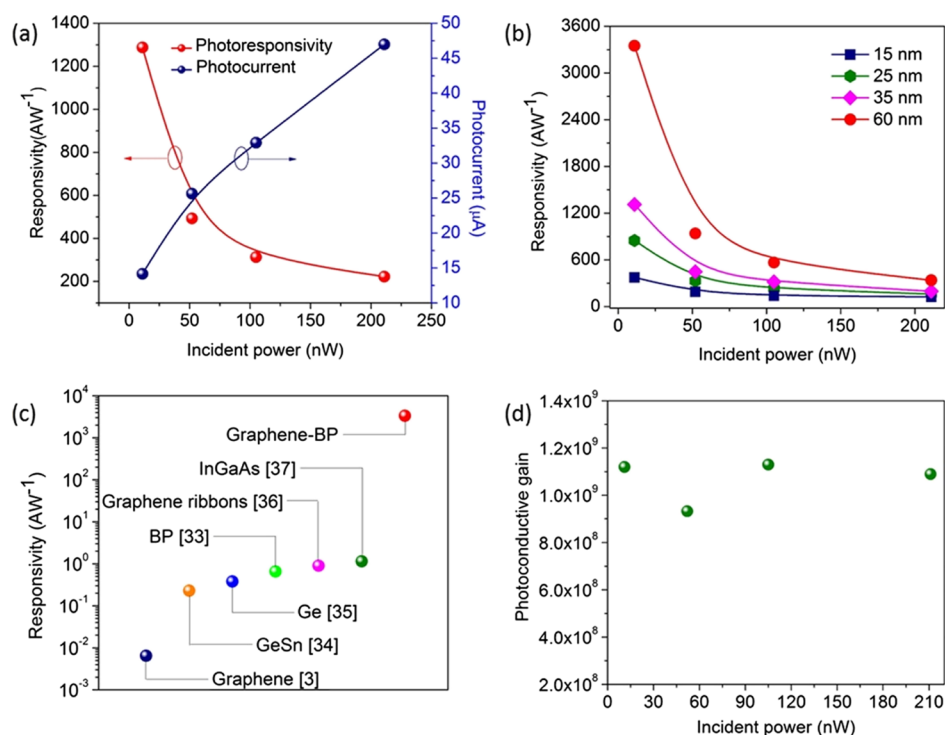 (a)
1400
1200
1000
800
600
400
200
Responsivity(AW⁻¹)
Photoresponsivity
Photocurrent
50
45
40
35
30
25
20
15
10
Photocurrent (μA)
0 50 100 150 200 250
Incident power (nW)
(b)
3600
3000
2400
1800
1200
600
0
Responsivity (AW⁻¹)
15 nm
25 nm
35 nm
60 nm
0 50 100 150 200
Incident power (nW)
(c)
10⁴
10³
10²
10¹
10⁰
10⁻¹
10⁻²
10⁻³
Responsivity (AW⁻¹)
Graphene-BP
InGaAs [37]
Graphene ribbons [36]
BP [33]
Ge [35]
GeSn [34]
Graphene [3]
(d)
1.4x10⁹
1.2x10⁹
1.0x10⁹
8.0x10⁸
6.0x10⁸
4.0x10⁸
2.0x10⁸
Photoconductive gain
0 30 60 90 120 150 180 210
Incident power (nW)